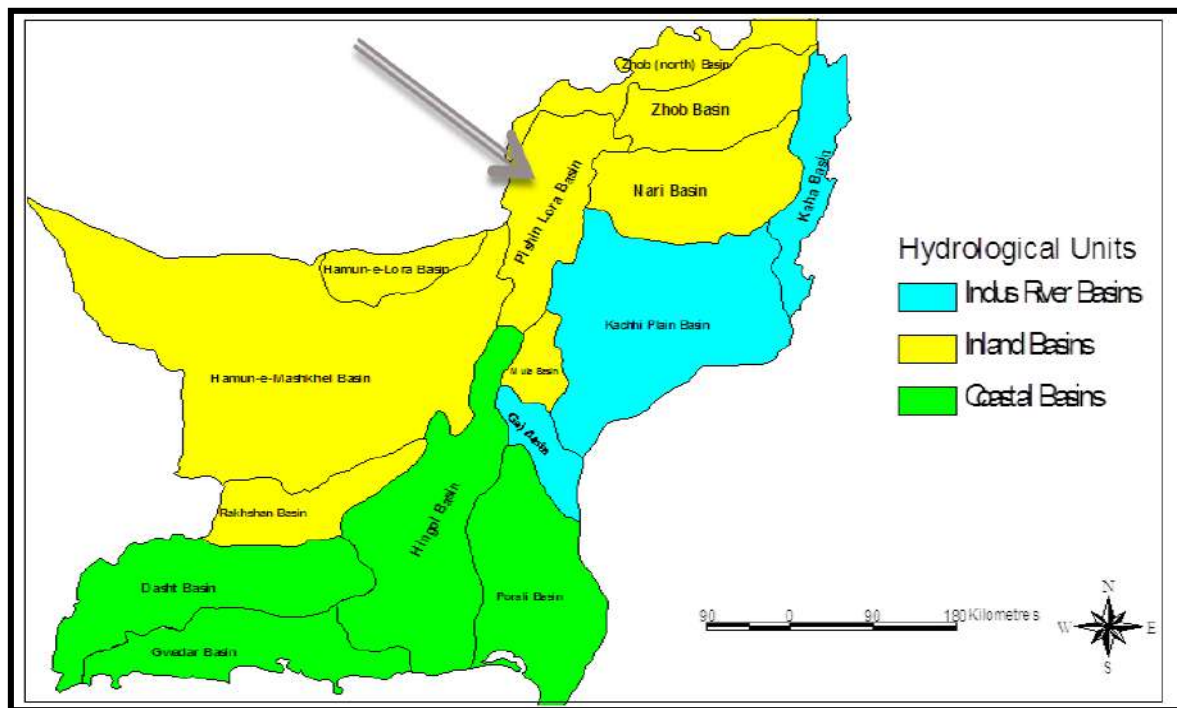 Zhob (north) Basin
Zhob Basin
Nari Basin
Kaha Basin
Pishin Lora Basin
Hamun-e-Lora Basin
Kachhi Plain Basin
Hamun-e-Mashkhel Basin
Mula Basin
Gaj Basin
Rakhshan Basin
Hingol Basin
Dasht Basin
Porali Basin
Gwadar Basin
Hydrological Units
Indus River Basins
Inland Basins
Coastal Basins
90 0 90 180 Kilometres
N
W E
S